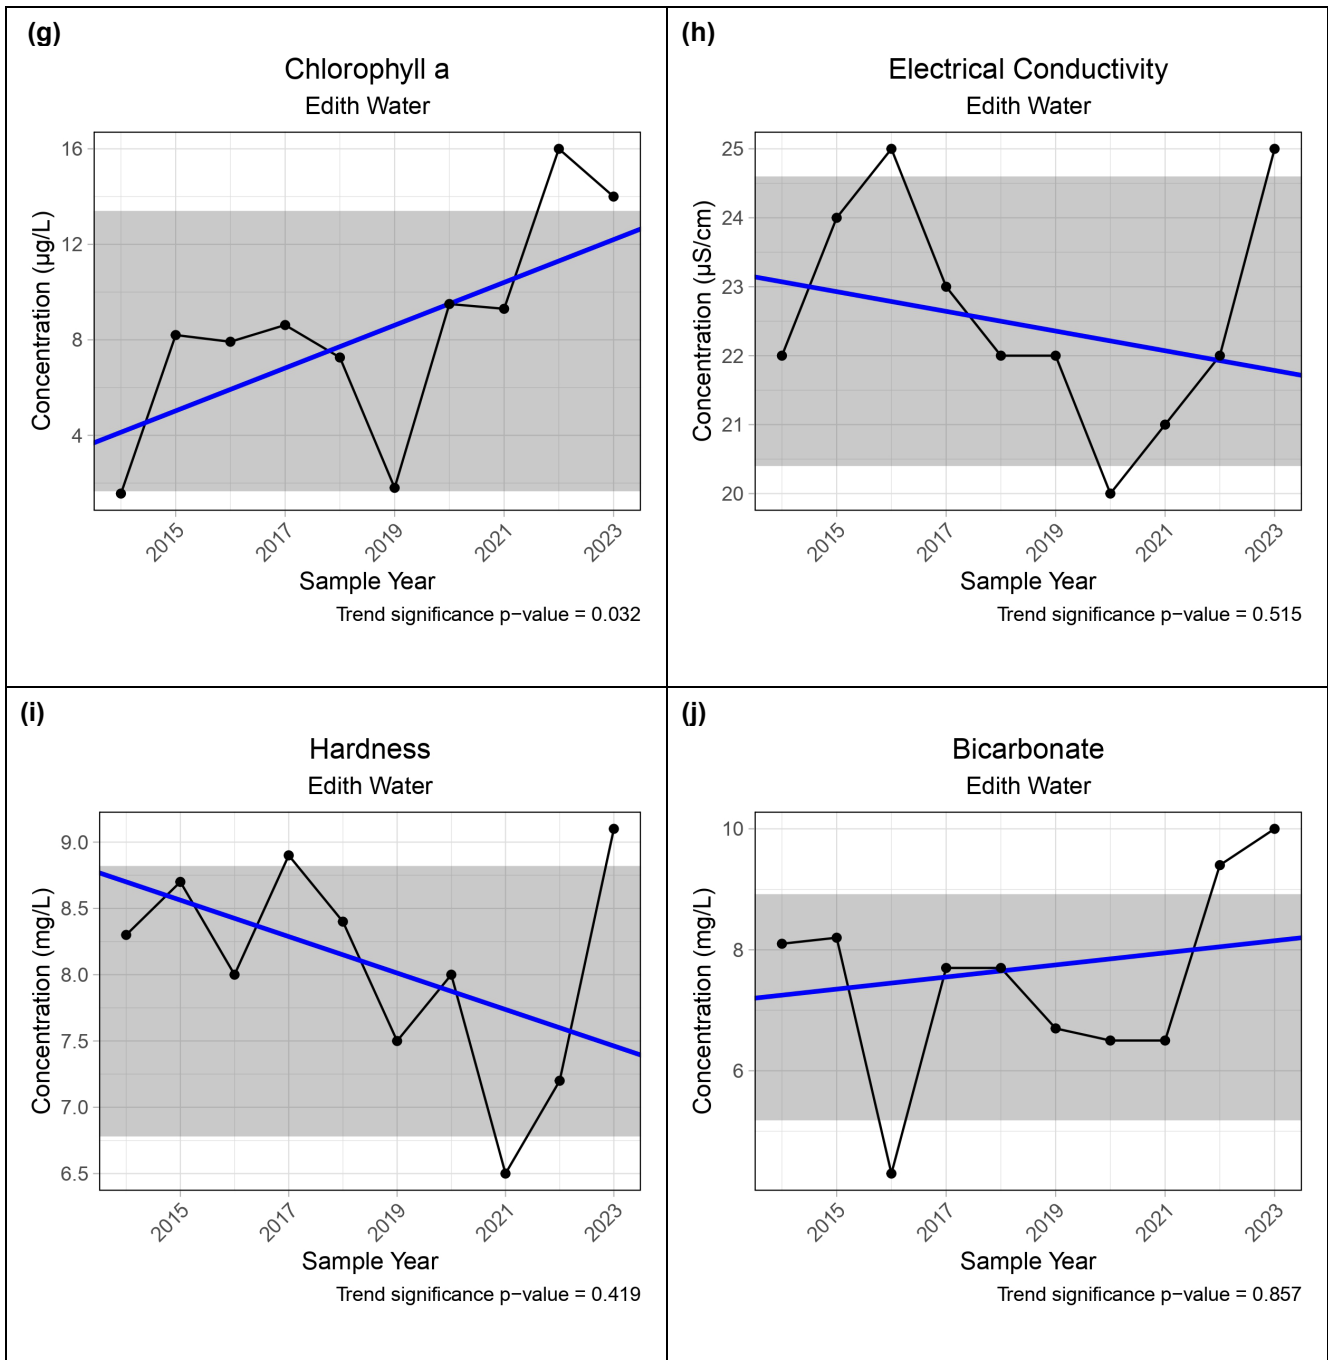 (g)
Chlorophyll a
Edith Water
Concentration (µg/L)
16
12
8
4
2015
2017
2019
2021
2023
Sample Year
Trend significance p−value = 0.032
(h)
Electrical Conductivity
Edith Water
Concentration (µS/cm)
25
24
23
22
21
20
2015
2017
2019
2021
2023
Sample Year
Trend significance p−value = 0.515
(i)
Hardness
Edith Water
Concentration (mg/L)
9.0
8.5
8.0
7.5
7.0
6.5
2015
2017
2019
2021
2023
Sample Year
Trend significance p−value = 0.419
(j)
Bicarbonate
Edith Water
Concentration (mg/L)
10
8
6
2015
2017
2019
2021
2023
Sample Year
Trend significance p−value = 0.857